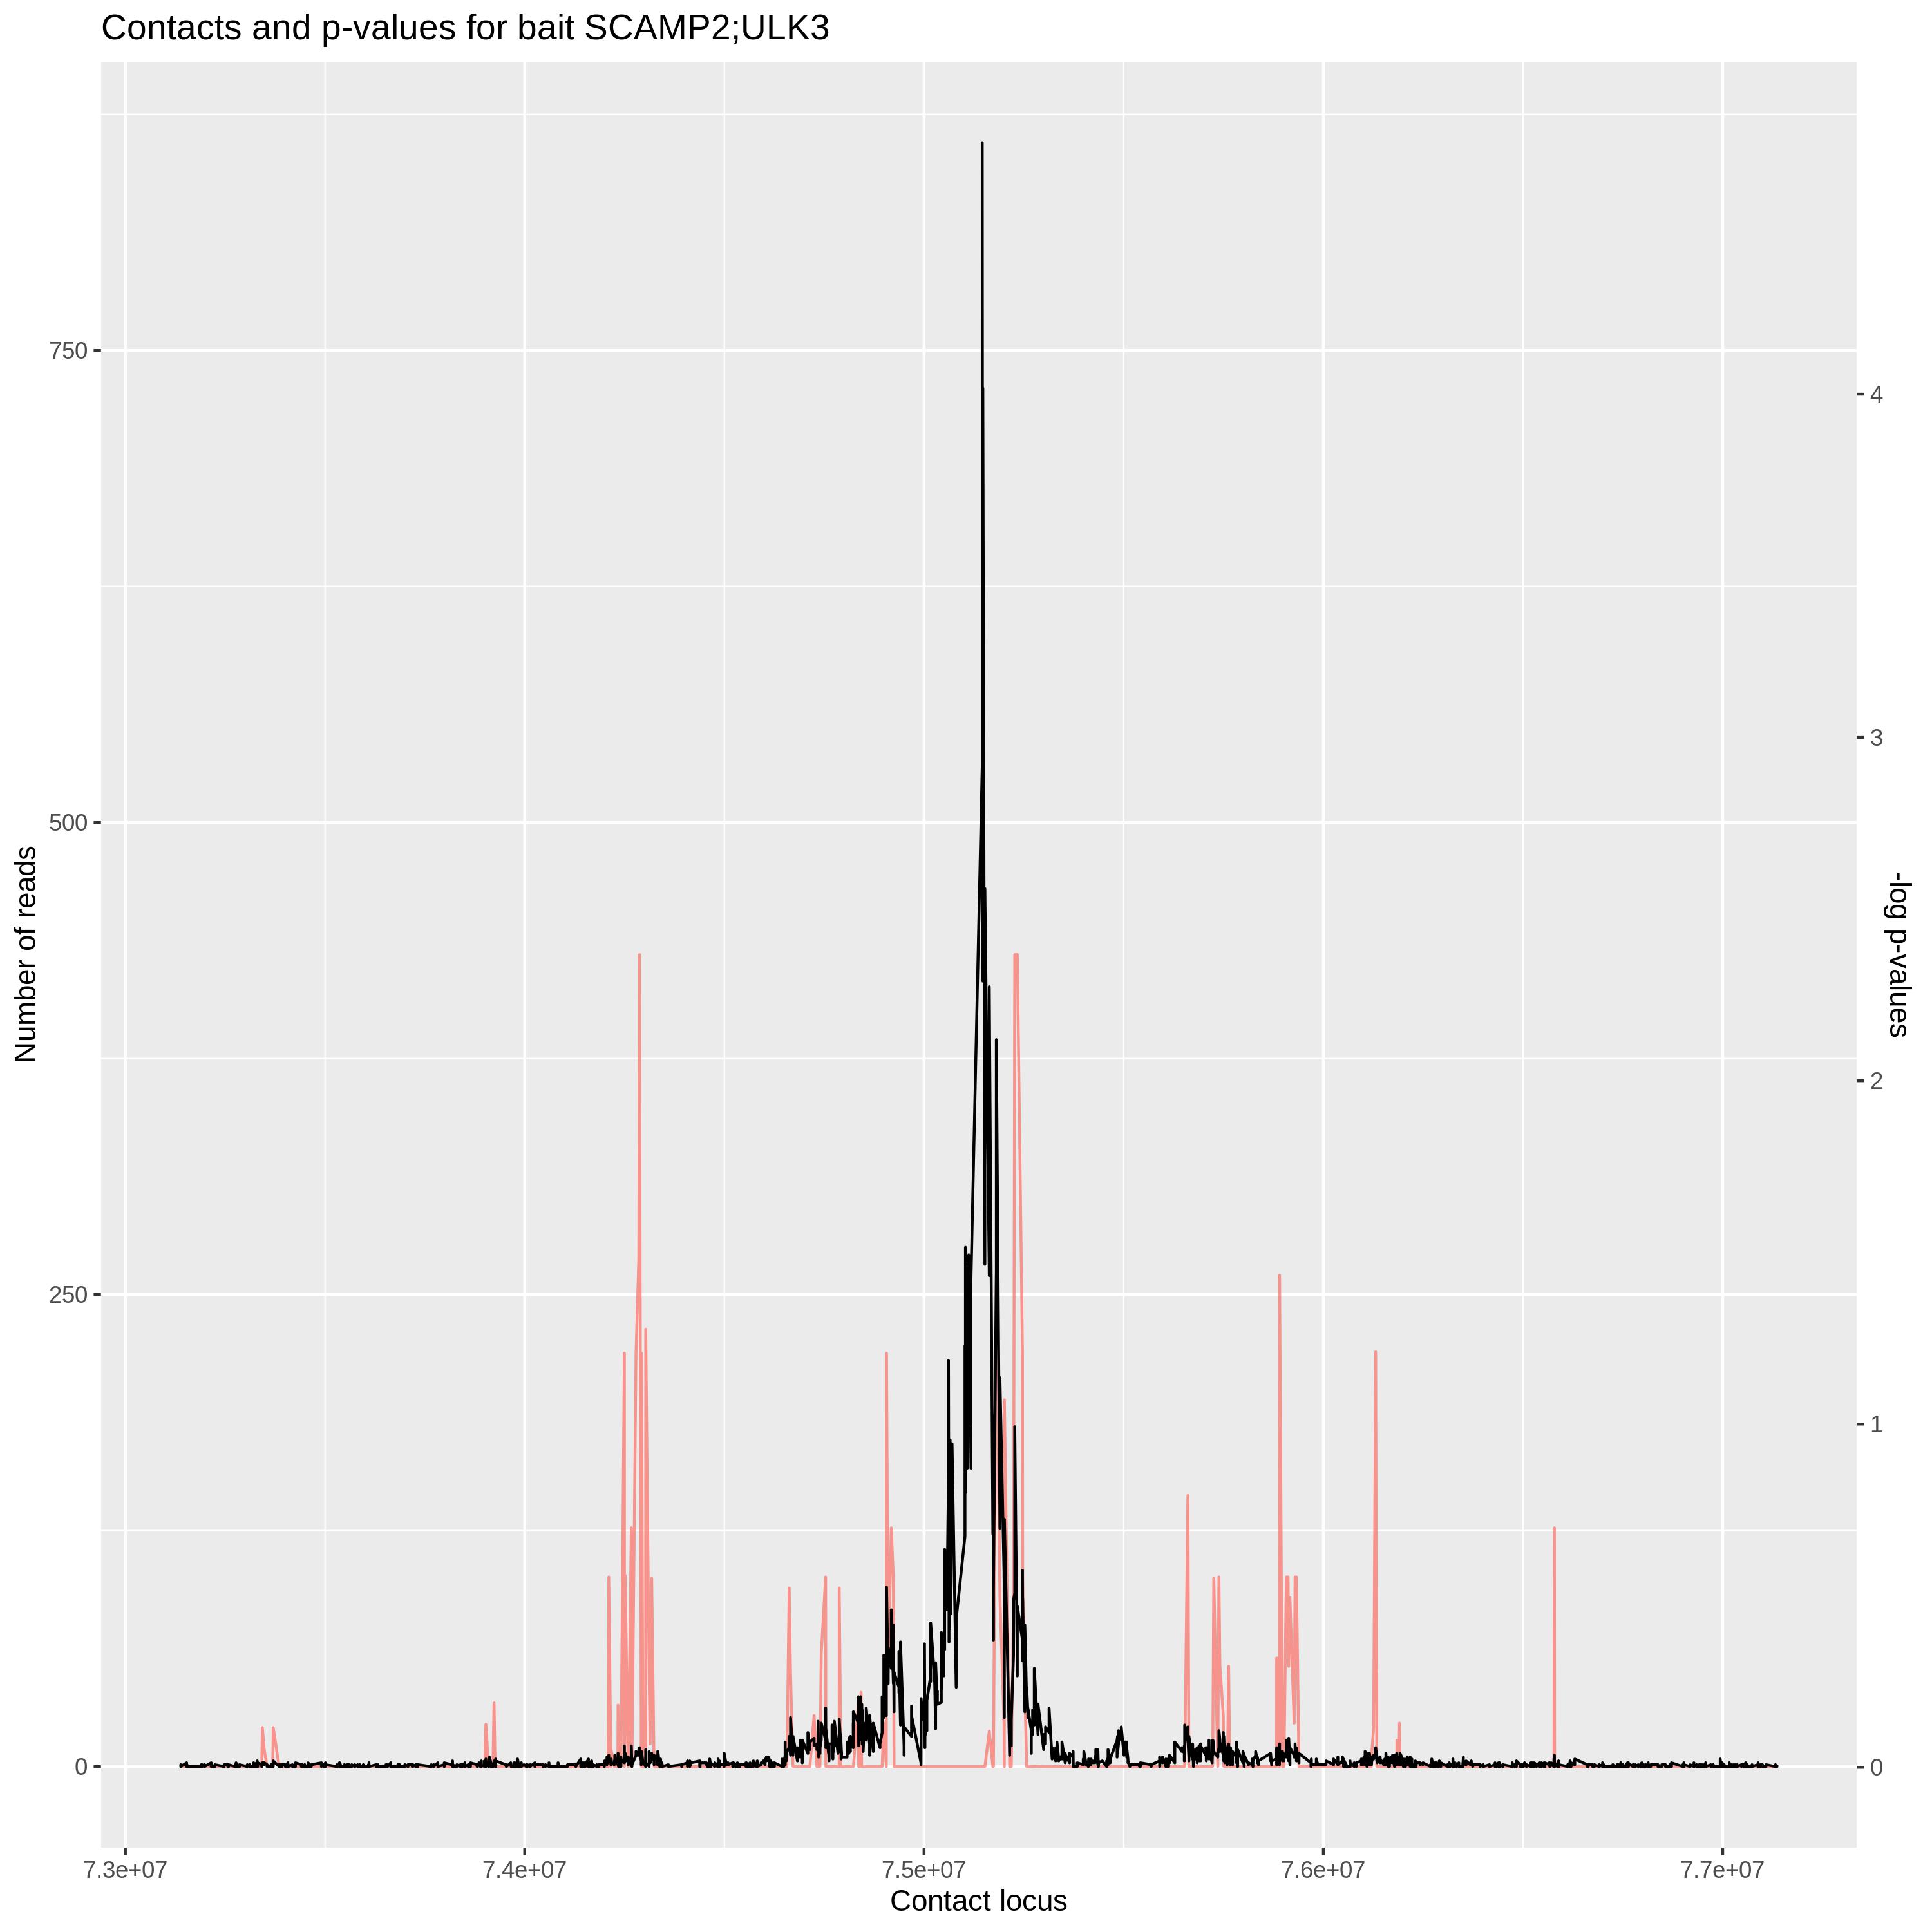 Contacts and p-values for bait SCAMP2;ULK3
Number of reads
750
500
250
0
4
3
2
1
0
-log p-values
7.3e+07 7.4e+07 7.5e+07 7.6e+07 7.7e+07
Contact locus